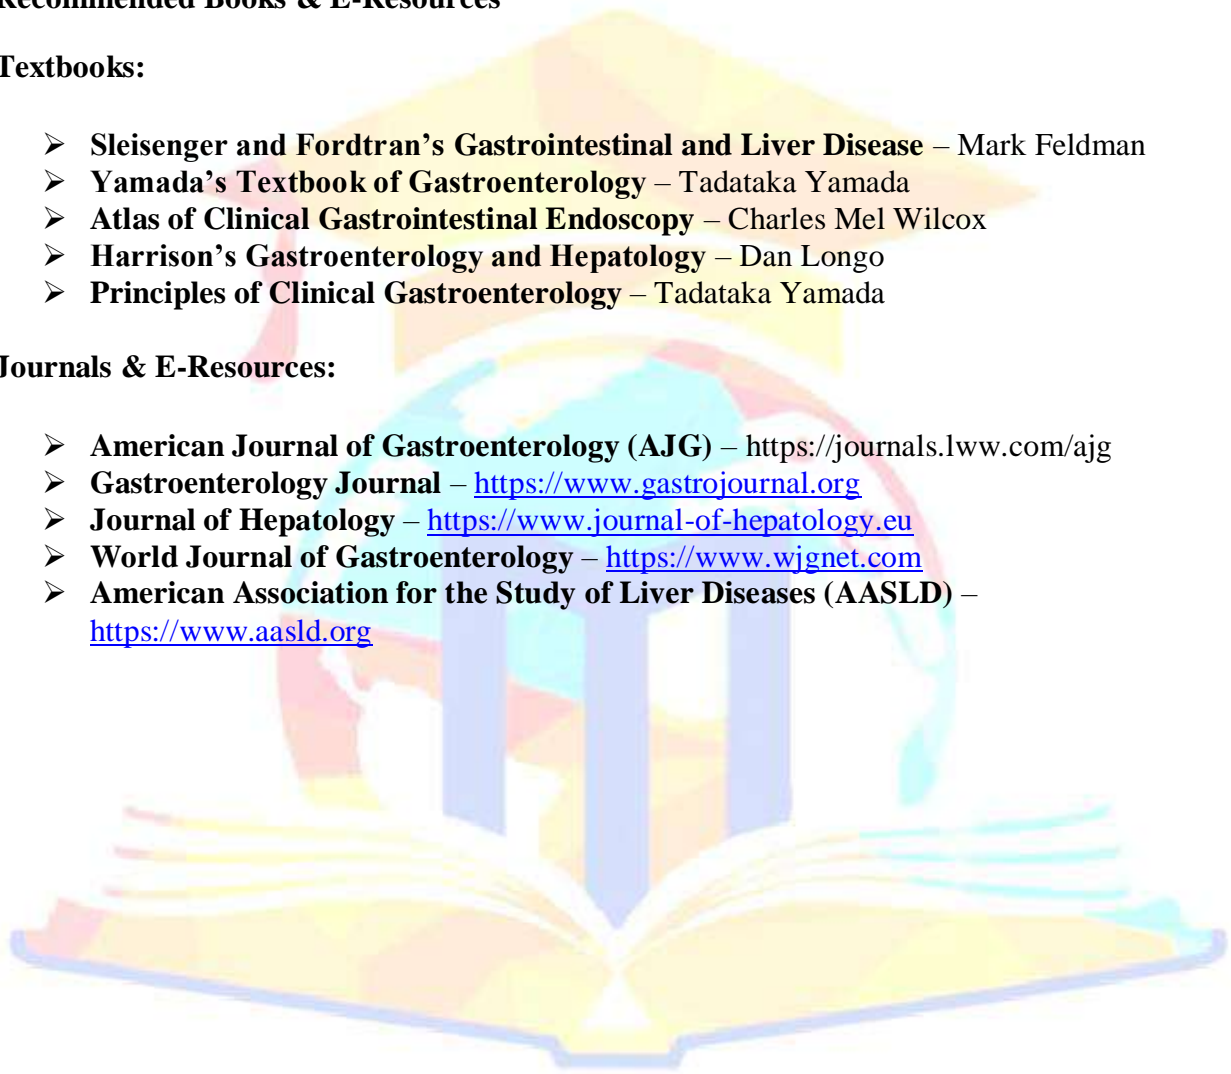 Recommended Books & E-Resources
Textbooks:
➢ Sleisenger and Fordtran’s Gastrointestinal and Liver Disease – Mark Feldman
➢ Yamada’s Textbook of Gastroenterology – Tadataka Yamada
➢ Atlas of Clinical Gastrointestinal Endoscopy – Charles Mel Wilcox
➢ Harrison’s Gastroenterology and Hepatology – Dan Longo
➢ Principles of Clinical Gastroenterology – Tadataka Yamada
Journals & E-Resources:
➢ American Journal of Gastroenterology (AJG) – https://journals.lww.com/ajg
➢ Gastroenterology Journal – https://www.gastrojournal.org
➢ Journal of Hepatology – https://www.journal-of-hepatology.eu
➢ World Journal of Gastroenterology – https://www.wjgnet.com
➢ American Association for the Study of Liver Diseases (AASLD) –
https://www.aasld.org